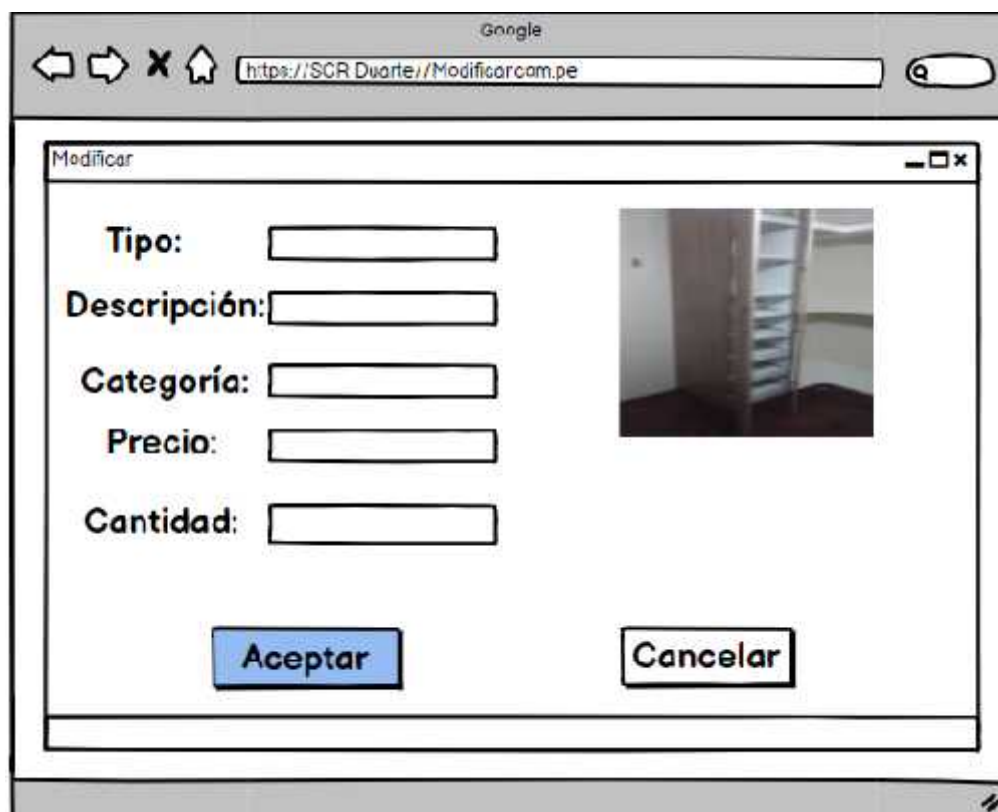 Google
https://SCR Duarte//Modificarcom.pe
Modificar
Tipo:
Descripción:
Categoría:
Precio:
Cantidad:
Aceptar
Cancelar